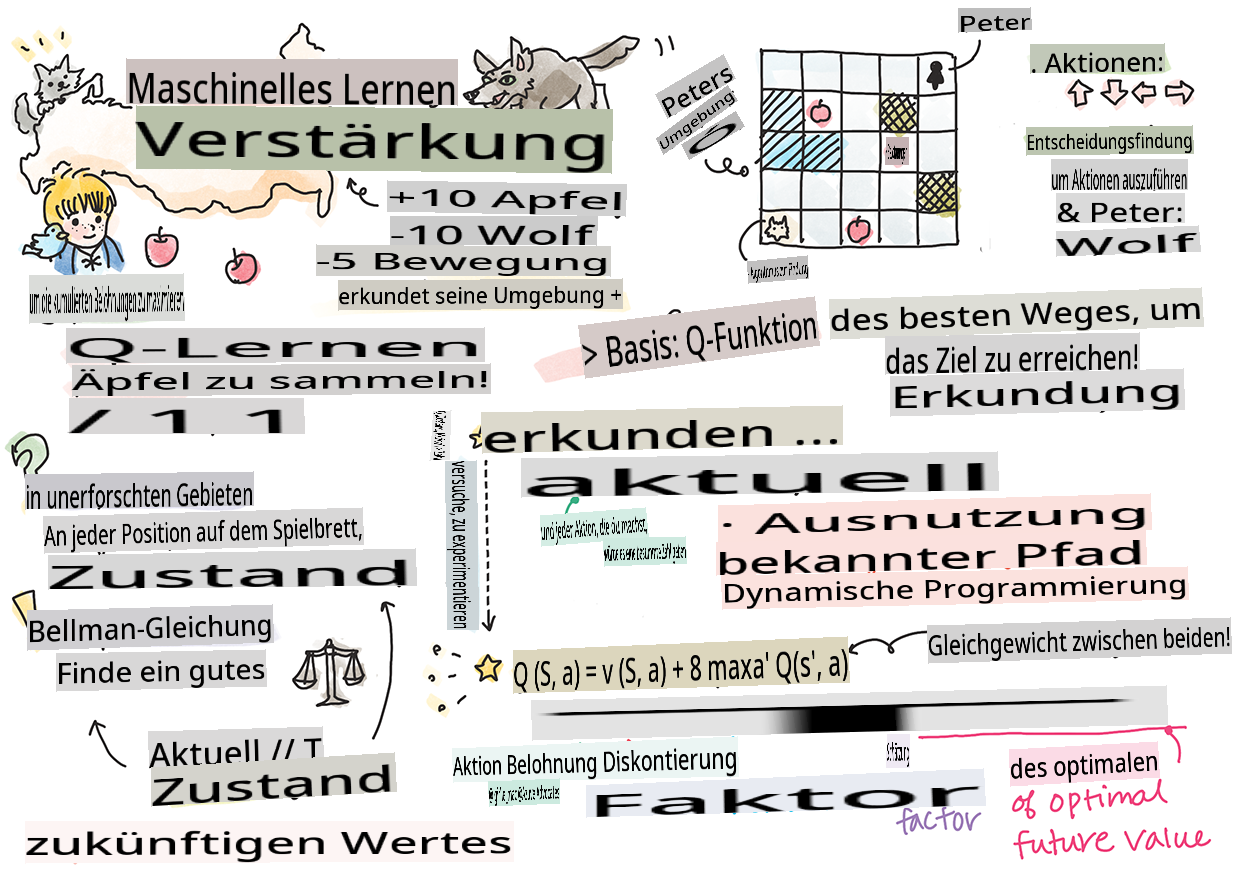 Maschinelles Lernen
Verstärkung
+10 Apfel
-10 Wolf
-5 Bewegung
erkundet seine Umgebung +
um die kumulierten Belohnungen zu maximieren,
Peters
Umgebung
Peter
. Aktionen:
Entscheidungsfindung
um Aktionen auszuführen
& Peter:
Wolf
Q-Lernen
Äpfel zu sammeln!
> Basis: Q-Funktion
des besten Weges, um
das Ziel zu erreichen!
Erkundung
erkunden ...
aktuell
versuche, zu experimentieren
und jeder Aktion, die du machst,
· Ausnutzung
bekannter Pfad
Dynamische Programmierung
in unerforschten Gebieten
An jeder Position auf dem Spielbrett,
Zustand
Bellman-Gleichung
Finde ein gutes
Gleichgewicht zwischen beiden!
Q (S, a) = v (S, a) + 8 maxa' Q(s', a)
Aktuell // T
Zustand
Aktion Belohnung Diskontierung
Schätzung
Faktor
factor
des optimalen
of optimal
future value
zukünftigen Wertes